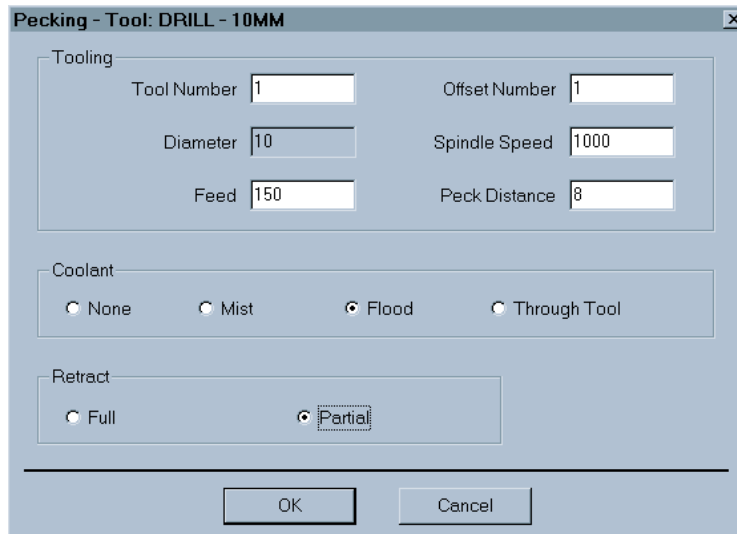 Pecking - Tool: DRILL - 10MM
Tooling
Tool Number 1 Offset Number 1
Diameter 10 Spindle Speed 1000
Feed 150 Peck Distance 8
Coolant
None Mist Flood Through Tool
Retract
Full Partial
OK Cancel